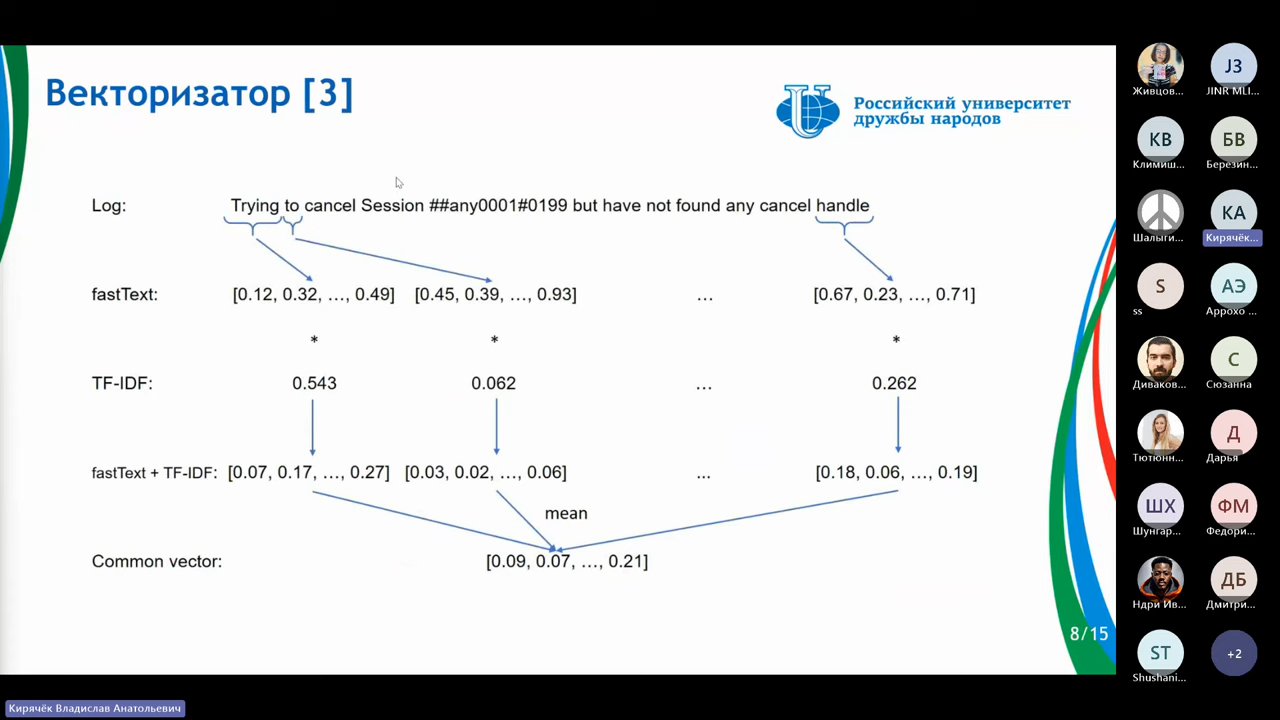 Векторизатор [3]
Российский университет
дружбы народов
Log: Trying to cancel Session ##any0001#0199 but have not found any cancel handle
fastText: [0.12, 0.32, …, 0.49] [0.45, 0.39, …, 0.93] … [0.67, 0.23, …, 0.71]
* * *
TF-IDF: 0.543 0.062 … 0.262
fastText + TF-IDF: [0.07, 0.17, …, 0.27] [0.03, 0.02, …, 0.06] ... [0.18, 0.06, …, 0.19]
mean
Common vector: [0.09, 0.07, …, 0.21]
8/15
Живцов... JЗ JINR MLI...
КВ Климиш... БВ Березин...
Шалыги... КА Кирячёк...
S ss АЭ Аррохо ...
Диваков... С Сюзанна
Тютюнн... Д Дарья
ШХ Шунгар... ФМ Федори...
Ндри Ив... ДБ Дмитри...
ST Shushani... +2
Кирячёк Владислав Анатольевич